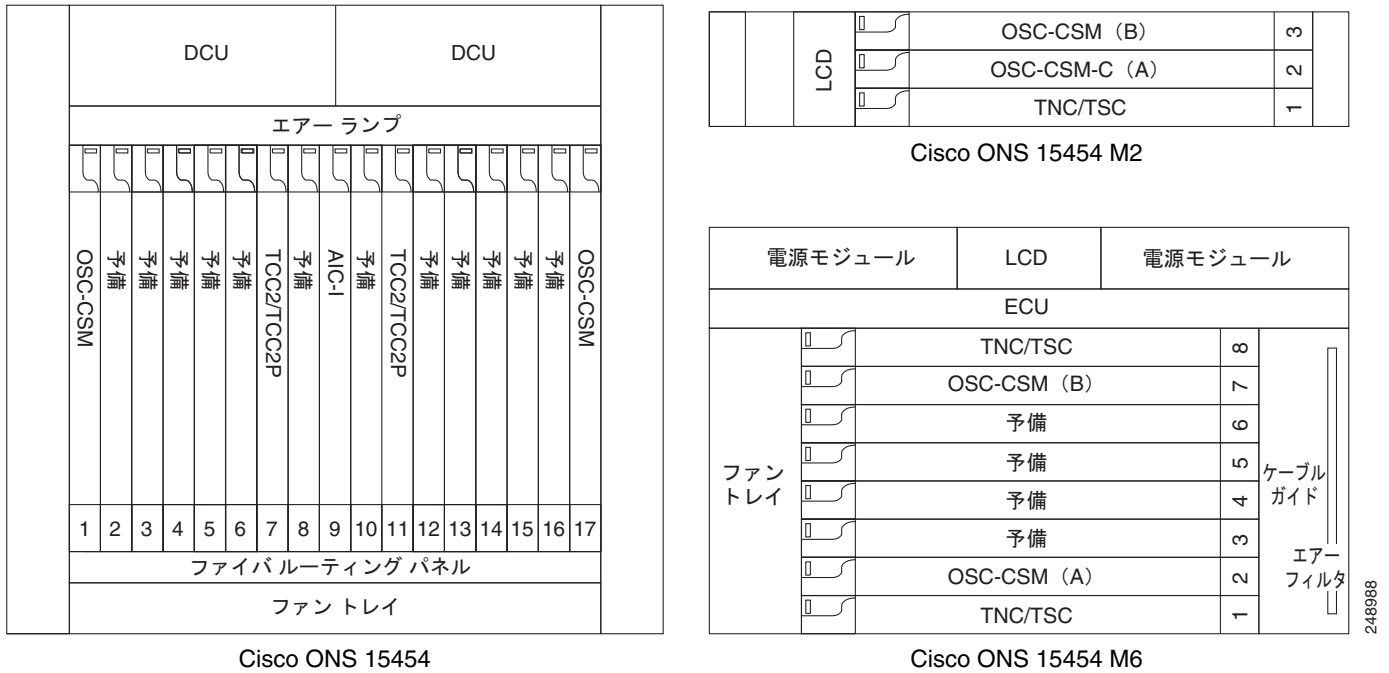 DCU
DCU
エアー ランプ
OSC-CSM
予備
予備
予備
予備
予備
TCC2/TCC2P
予備
AIC-I
予備
TCC2/TCC2P
予備
予備
予備
予備
予備
OSC-CSM
1 2 3 4 5 6 7 8 9 10 11 12 13 14 15 16 17
ファイバ ルーティング パネル
ファン トレイ
Cisco ONS 15454
LCD
OSC-CSM（B） 3
OSC-CSM-C（A） 2
TNC/TSC 1
Cisco ONS 15454 M2
電源モジュール LCD 電源モジュール
ECU
ファン
トレイ
TNC/TSC 8
OSC-CSM（B） 7
予備 6
予備 5
予備 4
予備 3
OSC-CSM（A） 2
TNC/TSC 1
ケーブル
ガイド
エアー
フィルタ
Cisco ONS 15454 M6
248988